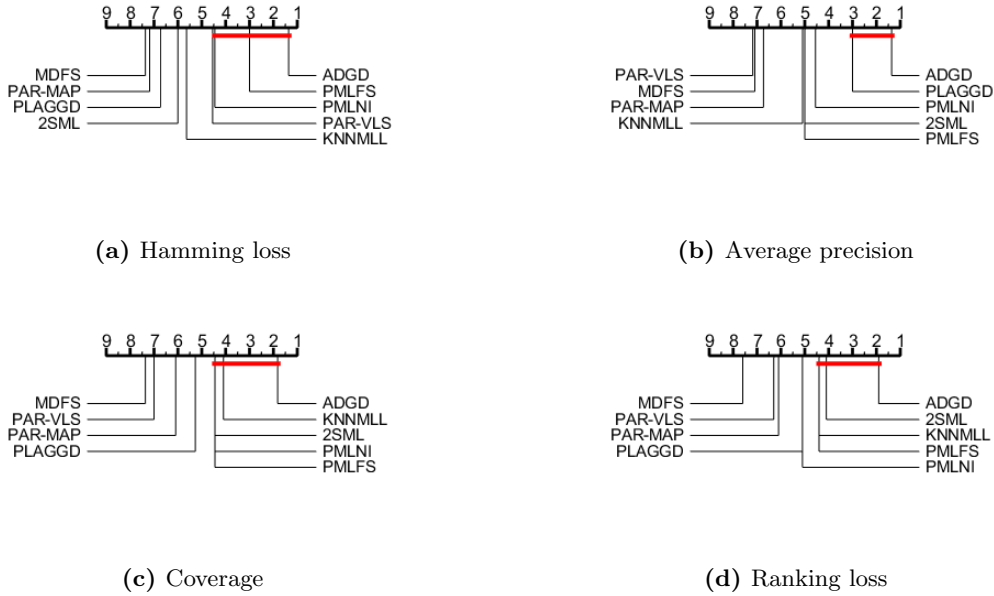 9 8 7 6 5 4 3 2 1
MDFS
PAR-MAP
PLAGGD
2SML
ADGD
PMLFS
PMLNI
PAR-VLS
KNNMLL
(a) Hamming loss
9 8 7 6 5 4 3 2 1
PAR-VLS
MDFS
PAR-MAP
KNNMLL
ADGD
PLAGGD
PMLNI
2SML
PMLFS
(b) Average precision
9 8 7 6 5 4 3 2 1
MDFS
PAR-VLS
PAR-MAP
PLAGGD
ADGD
KNNMLL
2SML
PMLNI
PMLFS
(c) Coverage
9 8 7 6 5 4 3 2 1
MDFS
PAR-VLS
PAR-MAP
PLAGGD
ADGD
2SML
KNNMLL
PMLFS
PMLNI
(d) Ranking loss